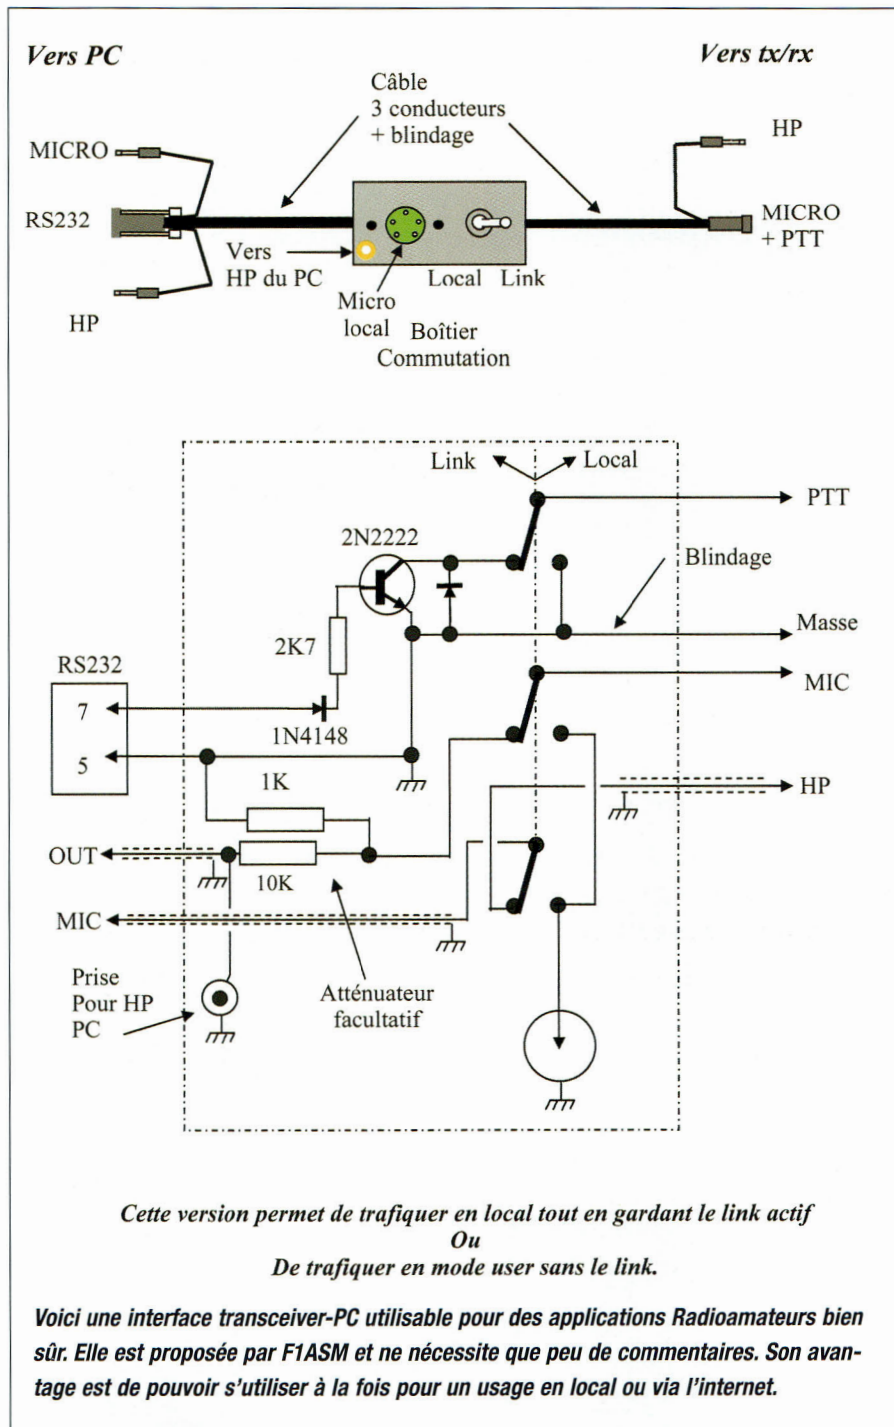 Vers PC
Vers tx/rx
Câble
3 conducteurs
+ blindage
MICRO
HP
RS232
MICRO
+ PTT
Vers
HP du PC
Local
Link
HP
Micro
local
Boîtier
Commutation
Link
Local
PTT
2N2222
Blindage
2K7
Masse
RS232
MIC
7
1N4148
5
1K
HP
OUT
10K
MIC
Prise
Pour HP
PC
Atténuateur
facultatif
Cette version permet de trafiquer en local tout en gardant le link actif
Ou
De trafiquer en mode user sans le link.
Voici une interface transceiver-PC utilisable pour des applications Radioamateurs bien
sûr. Elle est proposée par F1ASM et ne nécessite que peu de commentaires. Son avan-
tage est de pouvoir s'utiliser à la fois pour un usage en local ou via l'internet.